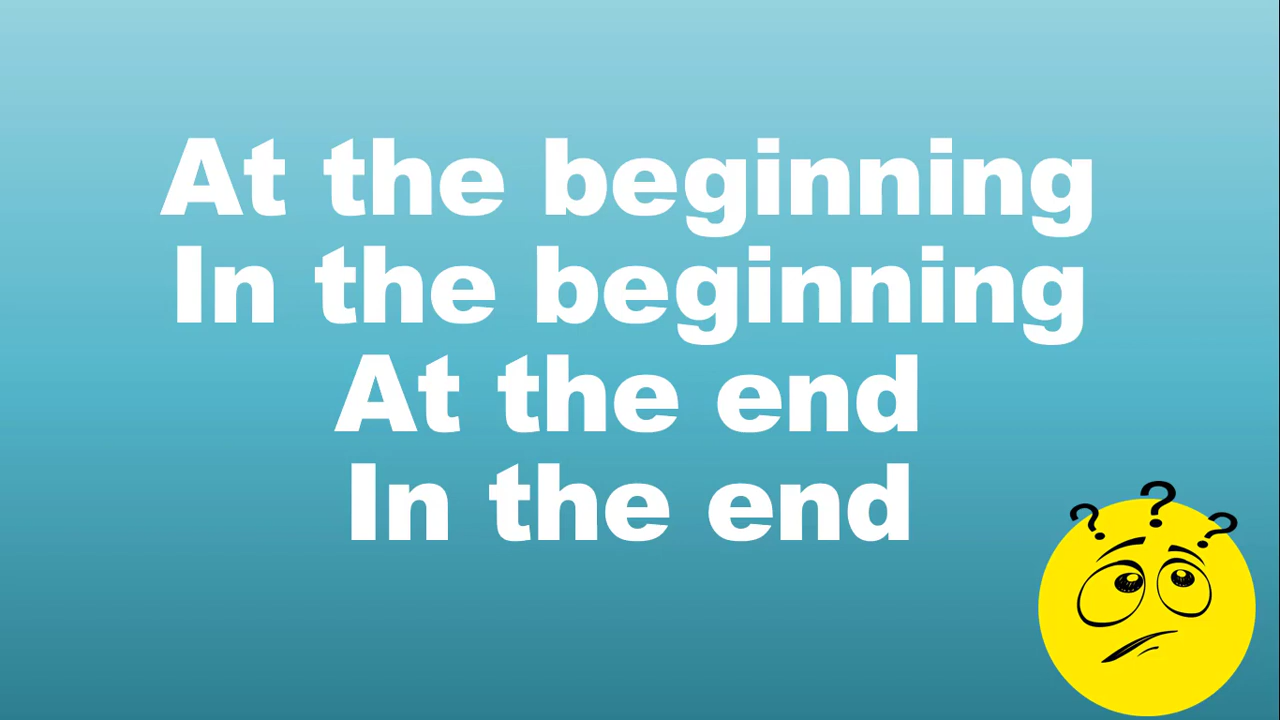 At the beginning
In the beginning
At the end
In the end
? ? ?